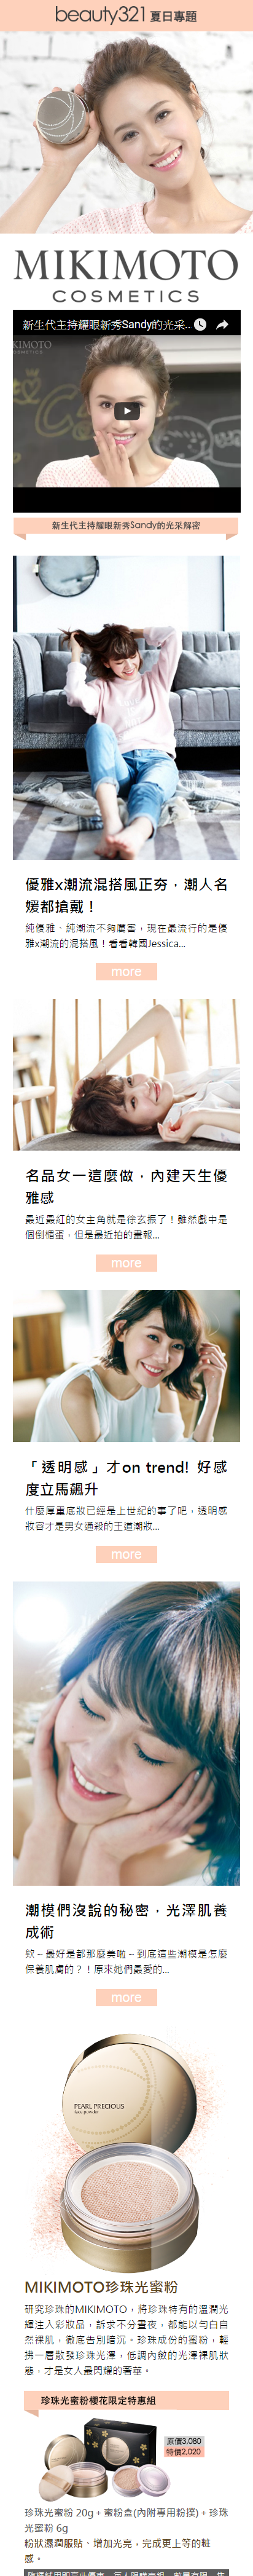 beauty321 夏日專題
MIKIMOTO
COSMETICS
新生代主持耀眼新秀Sandy的光采...
KIMOTO
新生代主持耀眼新秀Sandy的光采解密
優雅x潮流混搭風正夯，潮人名
媛都搶戴！
純優雅、純潮流不夠厲害，現在最流行的是優
雅x潮流的混搭風！看看韓國Jessica...
more
名品女一這麼做，內建天生優
雅感
最近最紅的女主角就是徐玄振了！雖然戲中是
個倒楣蛋，但是最近拍的畫報...
more
「透明感」才on trend! 好感
度立馬飆升
什麼厚重底妝已經是上世紀的事了吧，透明感
妝容才是男女通殺的王道潮妝...
more
潮模們沒說的秘密，光澤肌養
成術
欸～最好是都那麼美啦～到底這些潮模是怎麼
保養肌膚的？！原來她們最愛的...
more
PEARL PRECIOUS
face powder
MIKIMOTO珍珠光蜜粉
研究珍珠的MIKIMOTO，將珍珠特有的溫潤光
輝注入彩妝品，訴求不分晝夜，都能以勻白自
然裸肌，徹底告別暗沉。珍珠成份的蜜粉，輕
拂一層散發珍珠光澤，低調內斂的光澤裸肌狀
態，才是女人最閃耀的奢華。
珍珠光蜜粉櫻花限定特惠組
原價3,080
特價2,020
珍珠光蜜粉 20g＋蜜粉盒(內附專用粉撲)＋珍珠
光蜜粉 6g
粉狀濕潤服貼、增加光亮，完成更上等的粧
感。